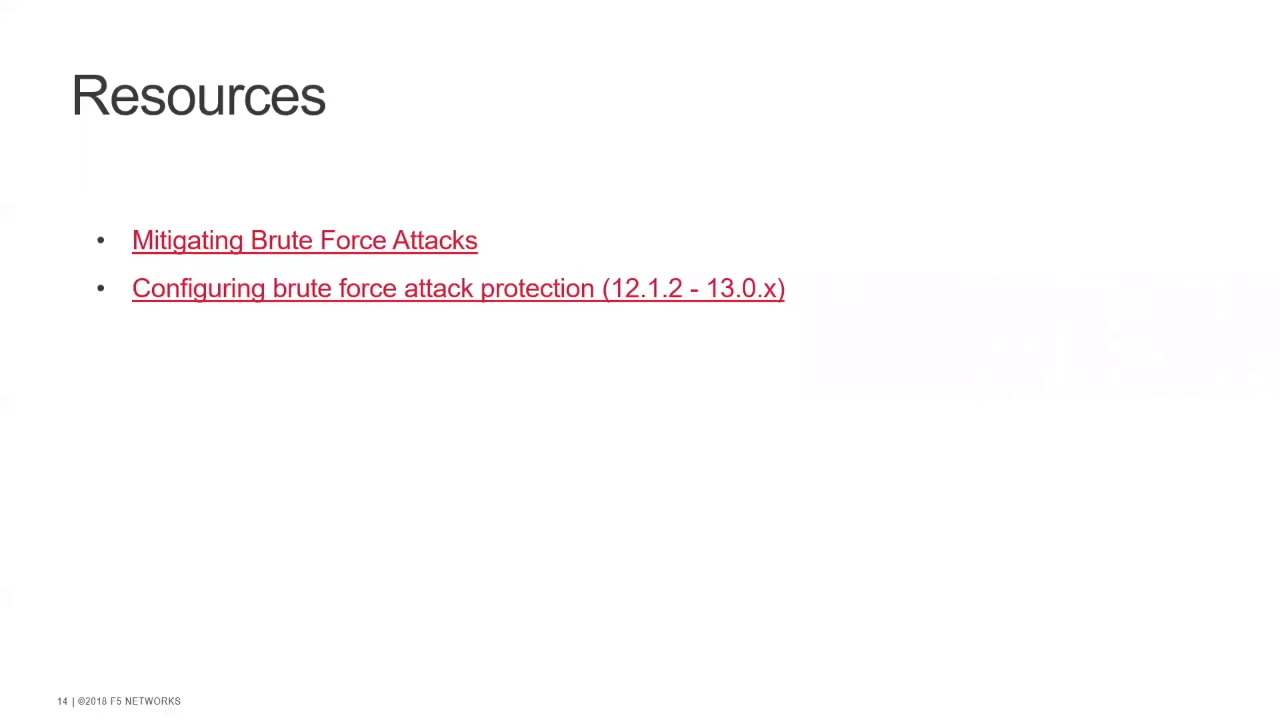 Resources
• Mitigating Brute Force Attacks
• Configuring brute force attack protection (12.1.2 - 13.0.x)
14 | ©2018 F5 NETWORKS